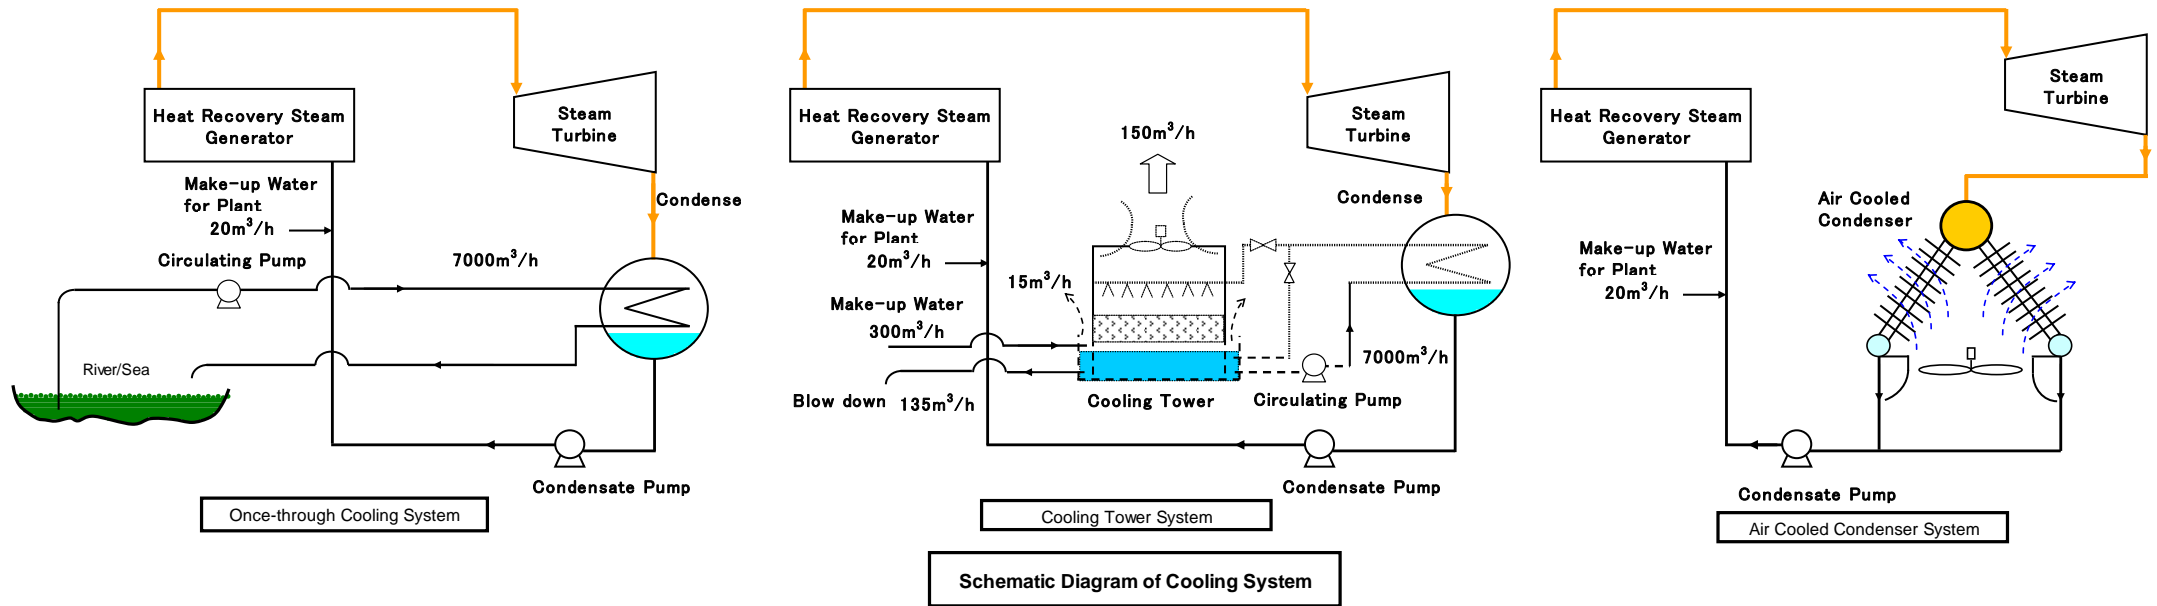 Heat Recovery Steam
Generator
Steam
Turbine
Make-up Water
for Plant
20m³/h
Condense
Circulating Pump
7000m³/h
River/Sea
Condensate Pump
Once-through Cooling System
Heat Recovery Steam
Generator
150m³/h
Steam
Turbine
Condense
Make-up Water
for Plant
20m³/h
15m³/h
Make-up Water
300m³/h
7000m³/h
Blow down 135m³/h
Cooling Tower
Circulating Pump
Condensate Pump
Cooling Tower System
Heat Recovery Steam
Generator
Steam
Turbine
Air Cooled
Condenser
Make-up Water
for Plant
20m³/h
Condensate Pump
Air Cooled Condenser System
Schematic Diagram of Cooling System